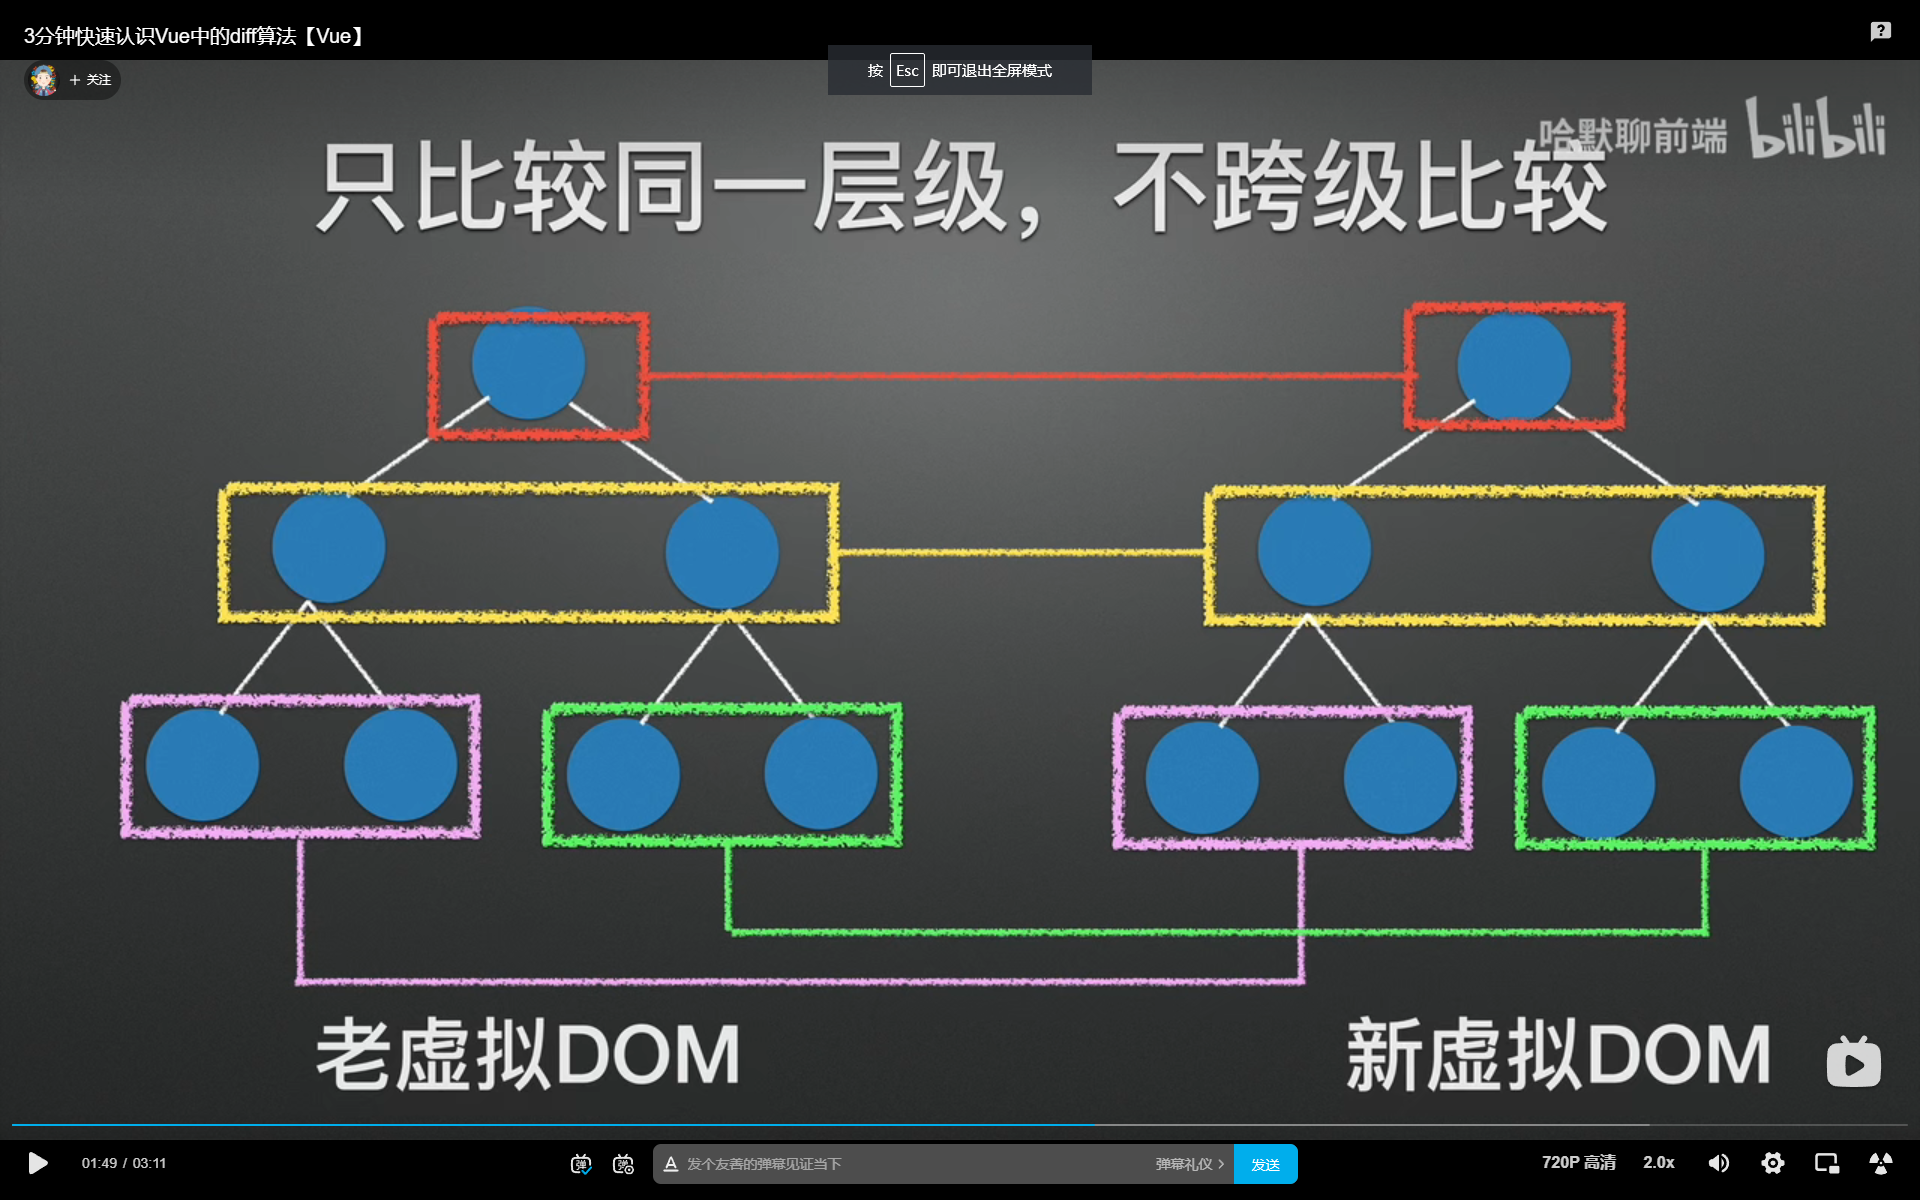 3分钟快速认识Vue中的diff算法【Vue】
按 Esc 即可退出全屏模式
+ 关注
哈默聊前端 bilibili
只比较同一层级，不跨级比较
老虚拟DOM
新虚拟DOM
01:49 / 03:11
弹
弹
A 发个友善的弹幕见证当下
弹幕礼仪 >
发送
720P 高清
2.0x